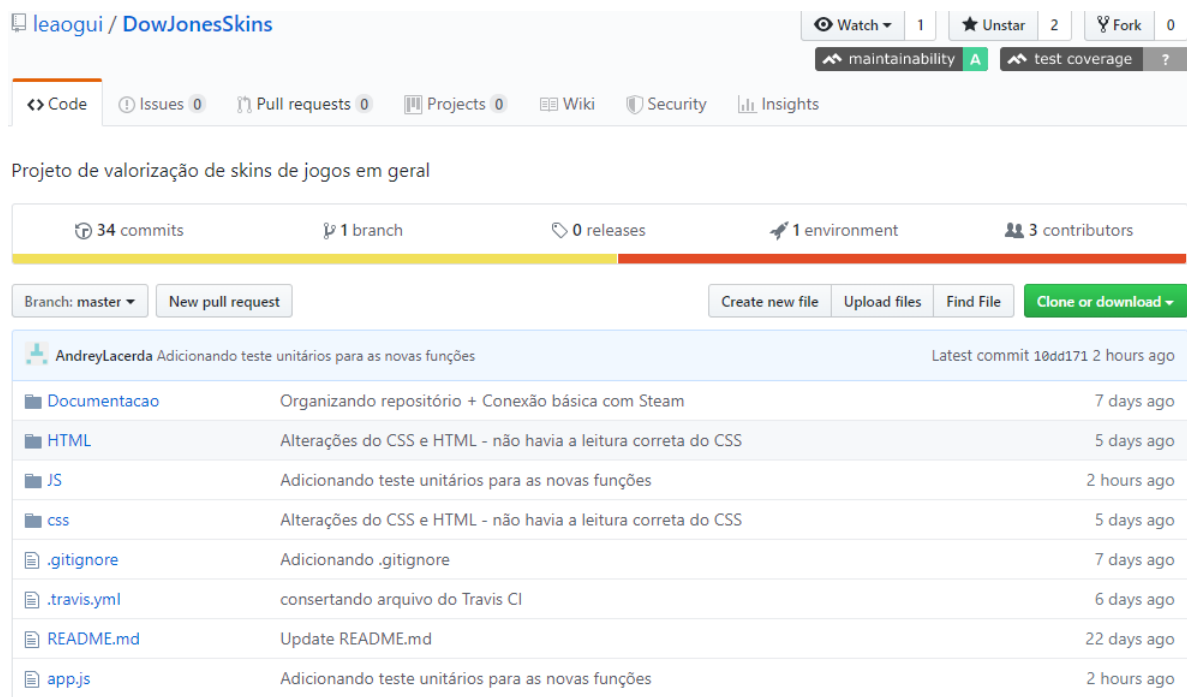 leaogui / DowJonesSkins Watch 1 Unstar 2 Fork 0
maintainability A test coverage ?
Code Issues 0 Pull requests 0 Projects 0 Wiki Security Insights
Projeto de valorização de skins de jogos em geral
34 commits 1 branch 0 releases 1 environment 3 contributors
Branch: master New pull request Create new file Upload files Find File Clone or download
AndreyLacerda Adicionando teste unitários para as novas funções Latest commit 10dd171 2 hours ago
Documentacao Organizando repositório + Conexão básica com Steam 7 days ago
HTML Alterações do CSS e HTML - não havia a leitura correta do CSS 5 days ago
JS Adicionando teste unitários para as novas funções 2 hours ago
css Alterações do CSS e HTML - não havia a leitura correta do CSS 5 days ago
.gitignore Adicionando .gitignore 7 days ago
.travis.yml consertando arquivo do Travis CI 6 days ago
README.md Update README.md 22 days ago
app.js Adicionando teste unitários para as novas funções 2 hours ago